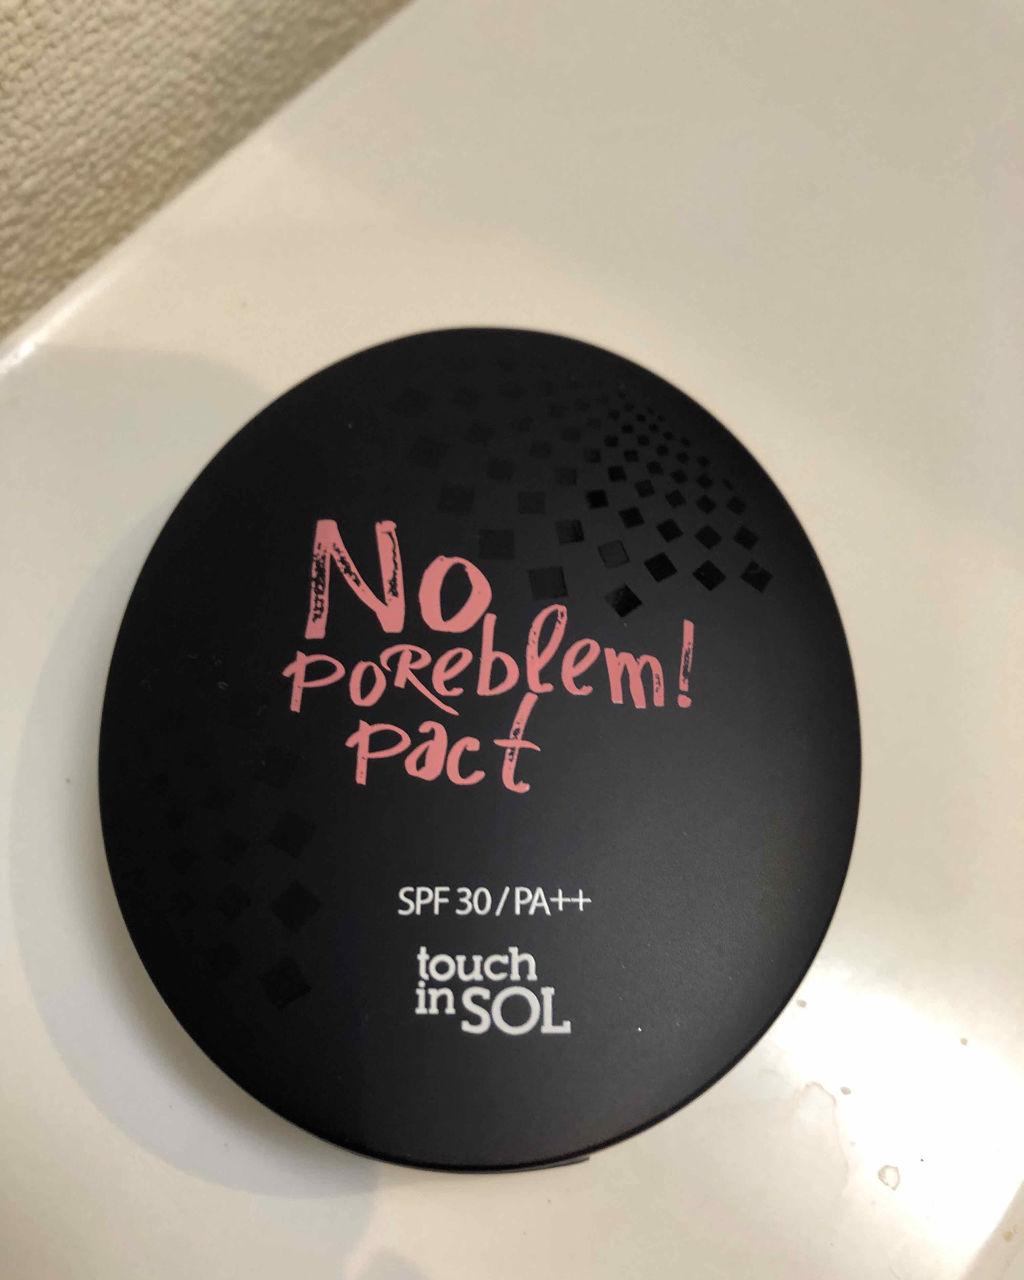 No
poReblem!
pact
SPF 30/PA++
touch
in SOL